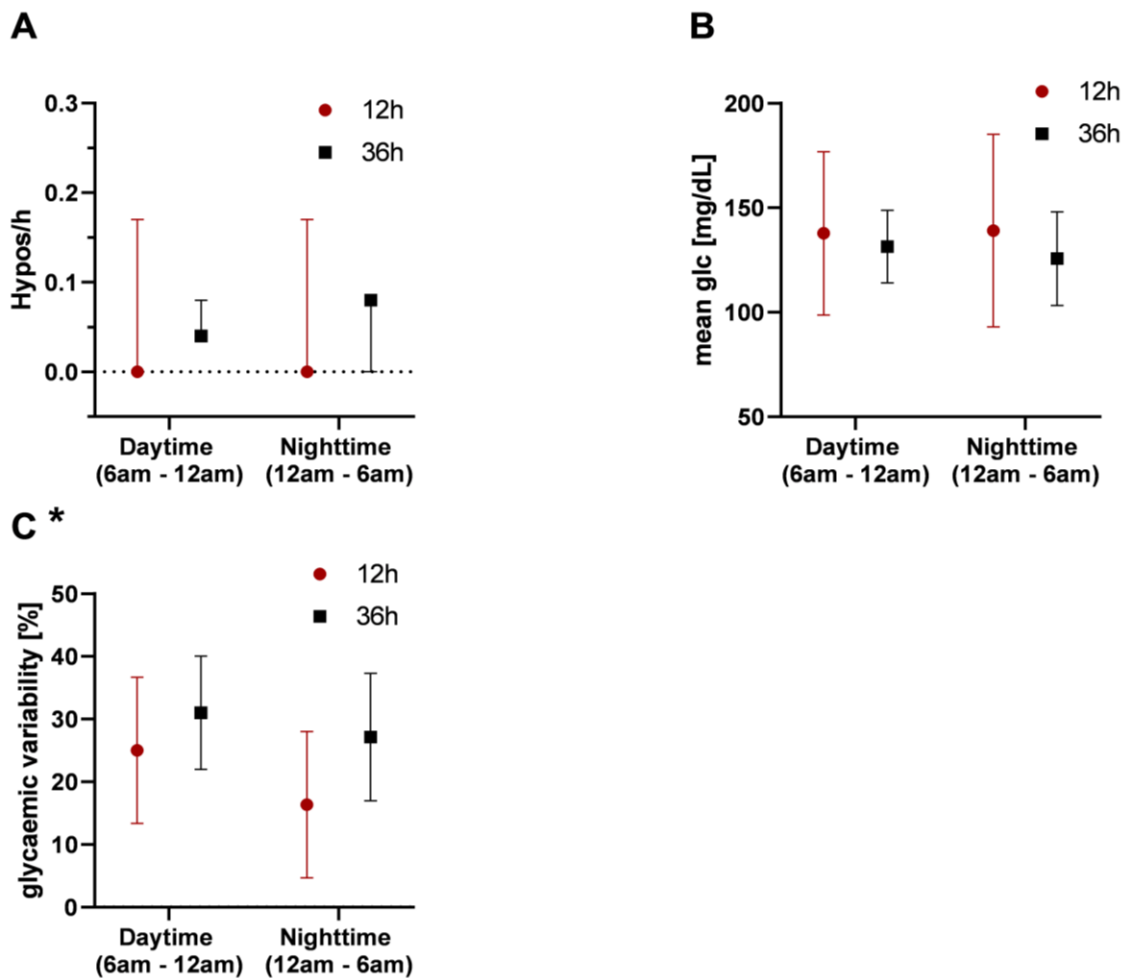 A
Hypos/h
0.3
0.2
0.1
0.0
12h
36h
Daytime
(6am - 12am)
Nighttime
(12am - 6am)
B
mean glc [mg/dL]
200
150
100
50
12h
36h
Daytime
(6am - 12am)
Nighttime
(12am - 6am)
C *
glycaemic variability [%]
50
40
30
20
10
0
12h
36h
Daytime
(6am - 12am)
Nighttime
(12am - 6am)